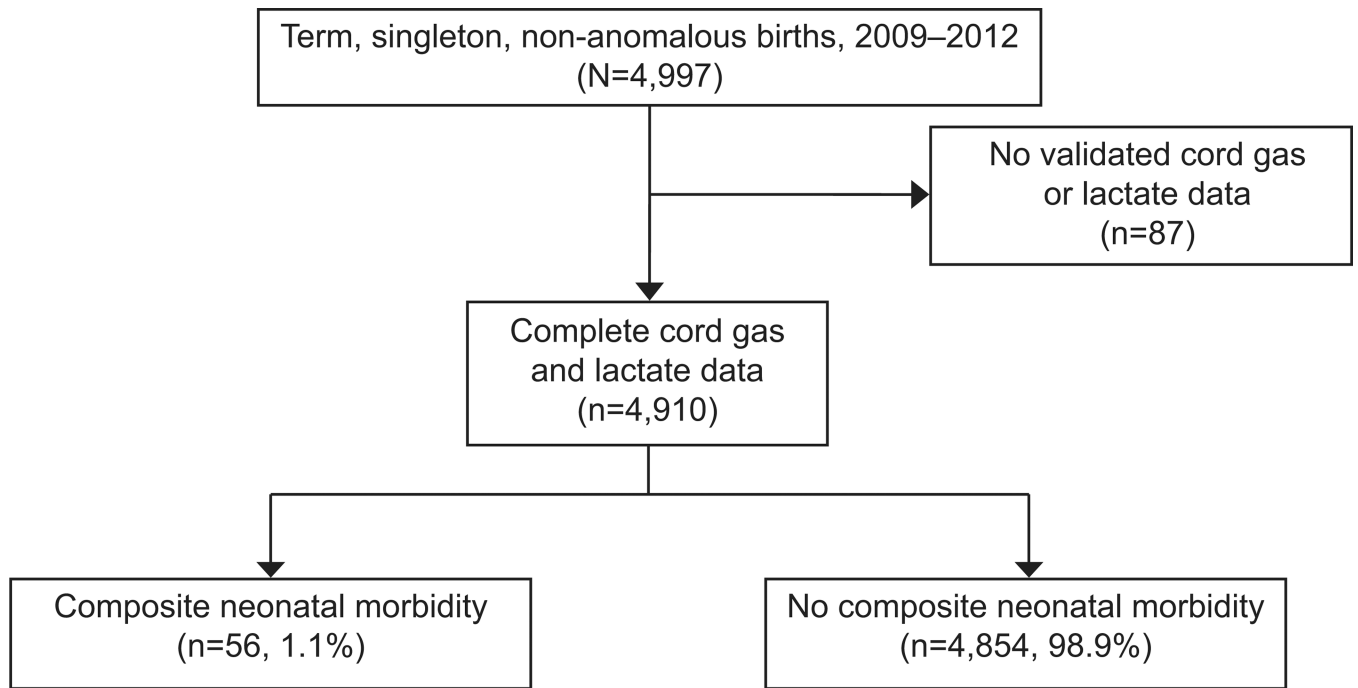 Term, singleton, non-anomalous births, 2009–2012
(N=4,997)
No validated cord gas
or lactate data
(n=87)
Complete cord gas
and lactate data
(n=4,910)
Composite neonatal morbidity
(n=56, 1.1%)
No composite neonatal morbidity
(n=4,854, 98.9%)